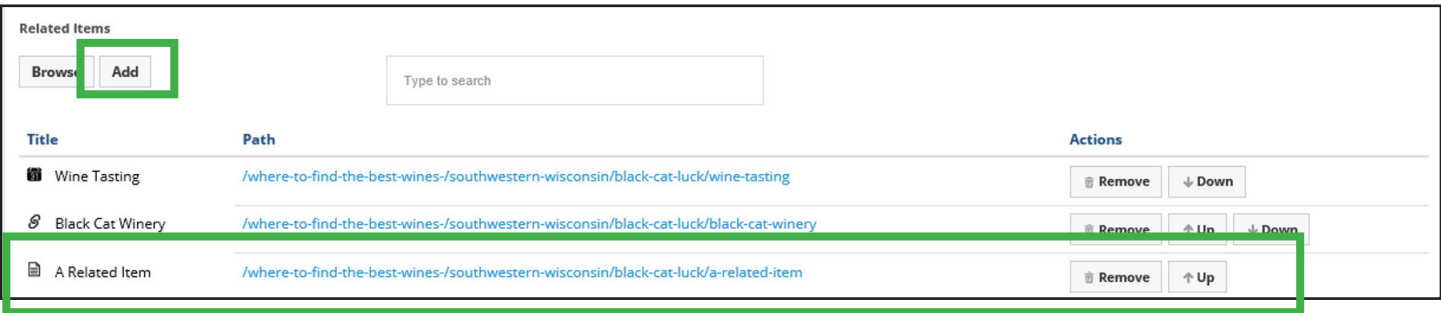 Related Items
Browse Add Type to search
Title Path Actions
Wine Tasting /where-to-find-the-best-wines-/southwestern-wisconsin/black-cat-luck/wine-tasting Remove Down
Black Cat Winery /where-to-find-the-best-wines-/southwestern-wisconsin/black-cat-luck/black-cat-winery Remove Up Down
A Related Item /where-to-find-the-best-wines-/southwestern-wisconsin/black-cat-luck/a-related-item Remove Up